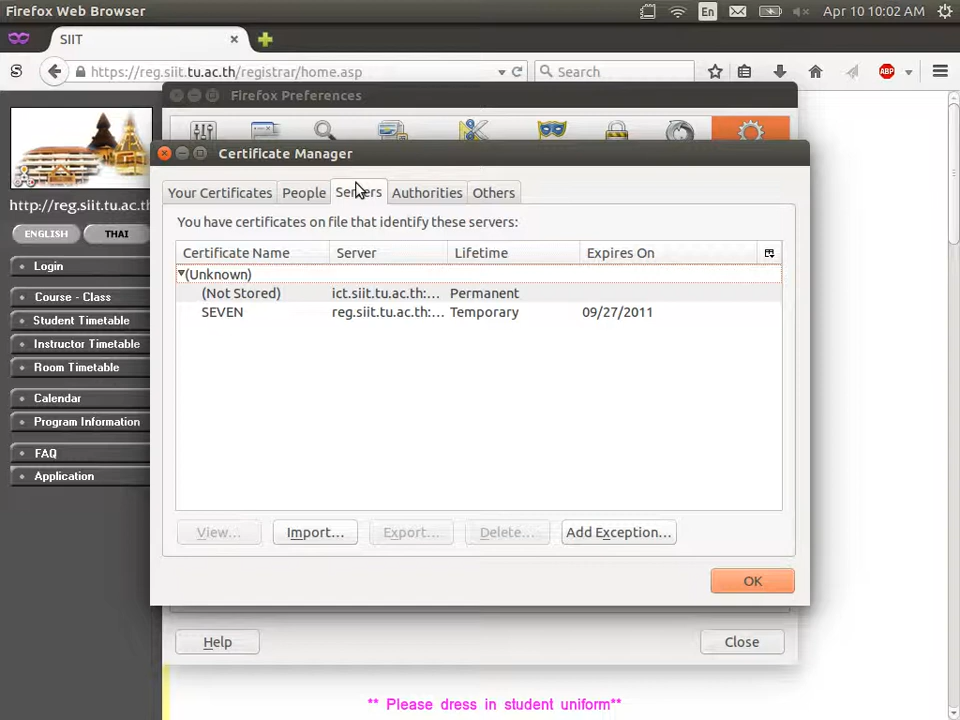 Firefox Web Browser
En
Apr 10 10:02 AM
SIIT
S
https://reg.siit.tu.ac.th/registrar/home.asp
Search
ABP
Firefox Preferences
Certificate Manager
Your Certificates
People
Servers
Authorities
Others
You have certificates on file that identify these servers:
Certificate Name
Server
Lifetime
Expires On
(Unknown)
(Not Stored)
ict.siit.tu.ac.th:...
Permanent
SEVEN
reg.siit.tu.ac.th:...
Temporary
09/27/2011
View...
Import...
Export...
Delete...
Add Exception...
OK
Help
Close
http://reg.siit.tu.ac.th
ENGLISH
THAI
Login
Course - Class
Student Timetable
Instructor Timetable
Room Timetable
Calendar
Program Information
FAQ
Application
** Please dress in student uniform**